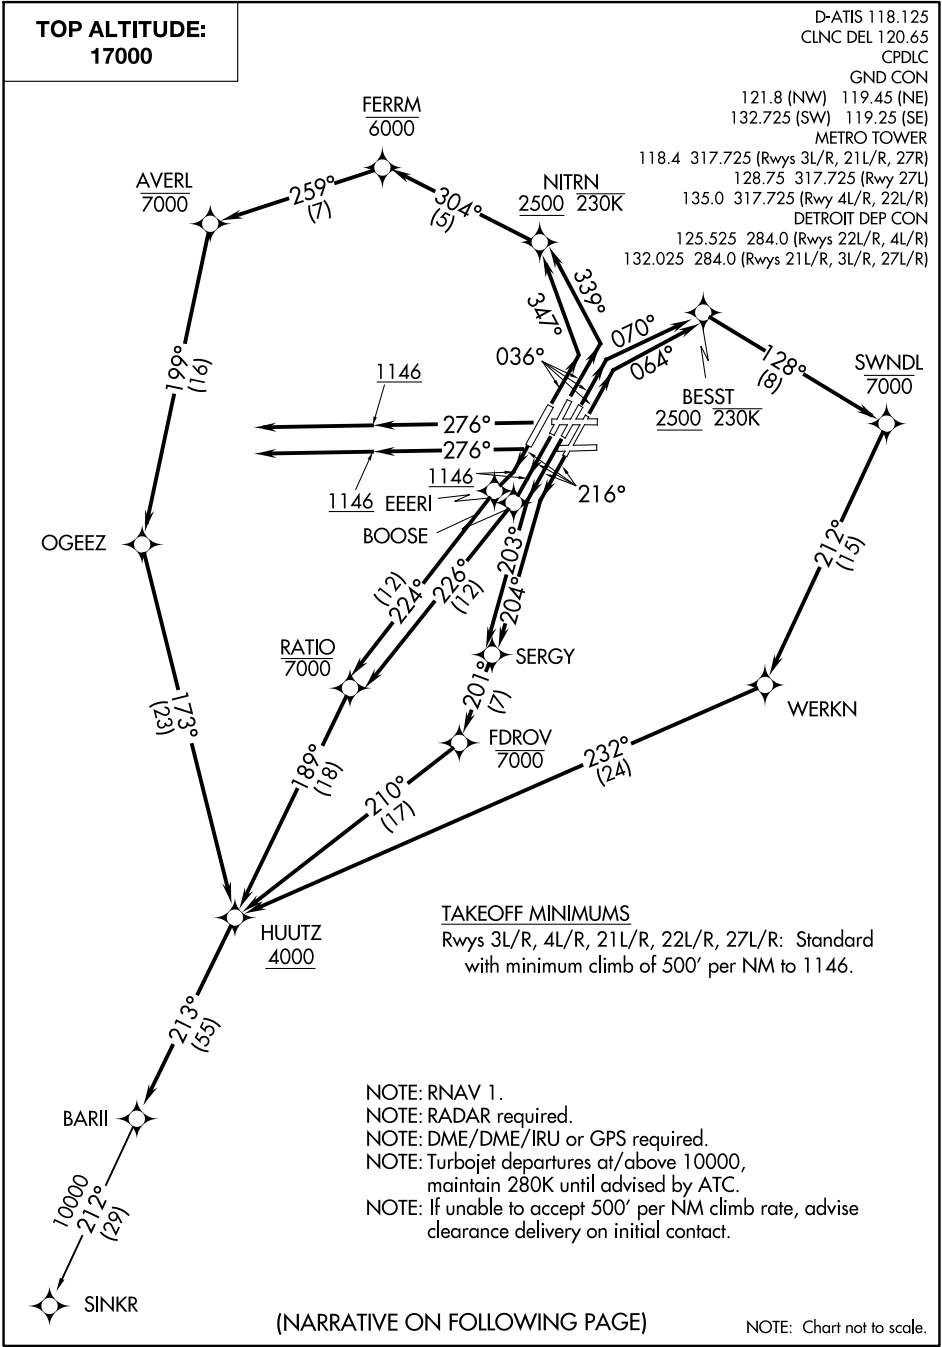 TOP ALTITUDE:
17000
D-ATIS 118.125
CLNC DEL 120.65
CPDLC
GND CON
121.8 (NW) 119.45 (NE)
132.725 (SW) 119.25 (SE)
METRO TOWER
118.4 317.725 (Rwys 3L/R, 21L/R, 27R)
128.75 317.725 (Rwy 27L)
135.0 317.725 (Rwy 4L/R, 22L/R)
DETROIT DEP CON
125.525 284.0 (Rwys 22L/R, 4L/R)
132.025 284.0 (Rwys 21L/R, 3L/R, 27L/R)
FERRM
6000
AVERL
7000
259°
(7)
304°
(5)
NITRN
2500 230K
339°
347°
070°
064°
036°
BESST
2500 230K
128°
(8)
SWNDL
7000
199°
(16)
1146
276°
276°
1146
1146
EEERI
216°
BOOSE
OGEEZ
203°
204°
212°
(15)
(12)
224°
226°
(12)
RATIO
7000
SERGY
201°
(7)
WERKN
173°
(23)
FDROV
7000
189°
(18)
210°
(17)
232°
(24)
HUUTZ
4000
TAKEOFF MINIMUMS
Rwys 3L/R, 4L/R, 21L/R, 22L/R, 27L/R: Standard
with minimum climb of 500' per NM to 1146.
213°
(55)
BARII
NOTE: RNAV 1.
NOTE: RADAR required.
NOTE: DME/DME/IRU or GPS required.
NOTE: Turbojet departures at/above 10000,
maintain 280K until advised by ATC.
NOTE: If unable to accept 500' per NM climb rate, advise
clearance delivery on initial contact.
10000
212°
(29)
SINKR
(NARRATIVE ON FOLLOWING PAGE)
NOTE: Chart not to scale.